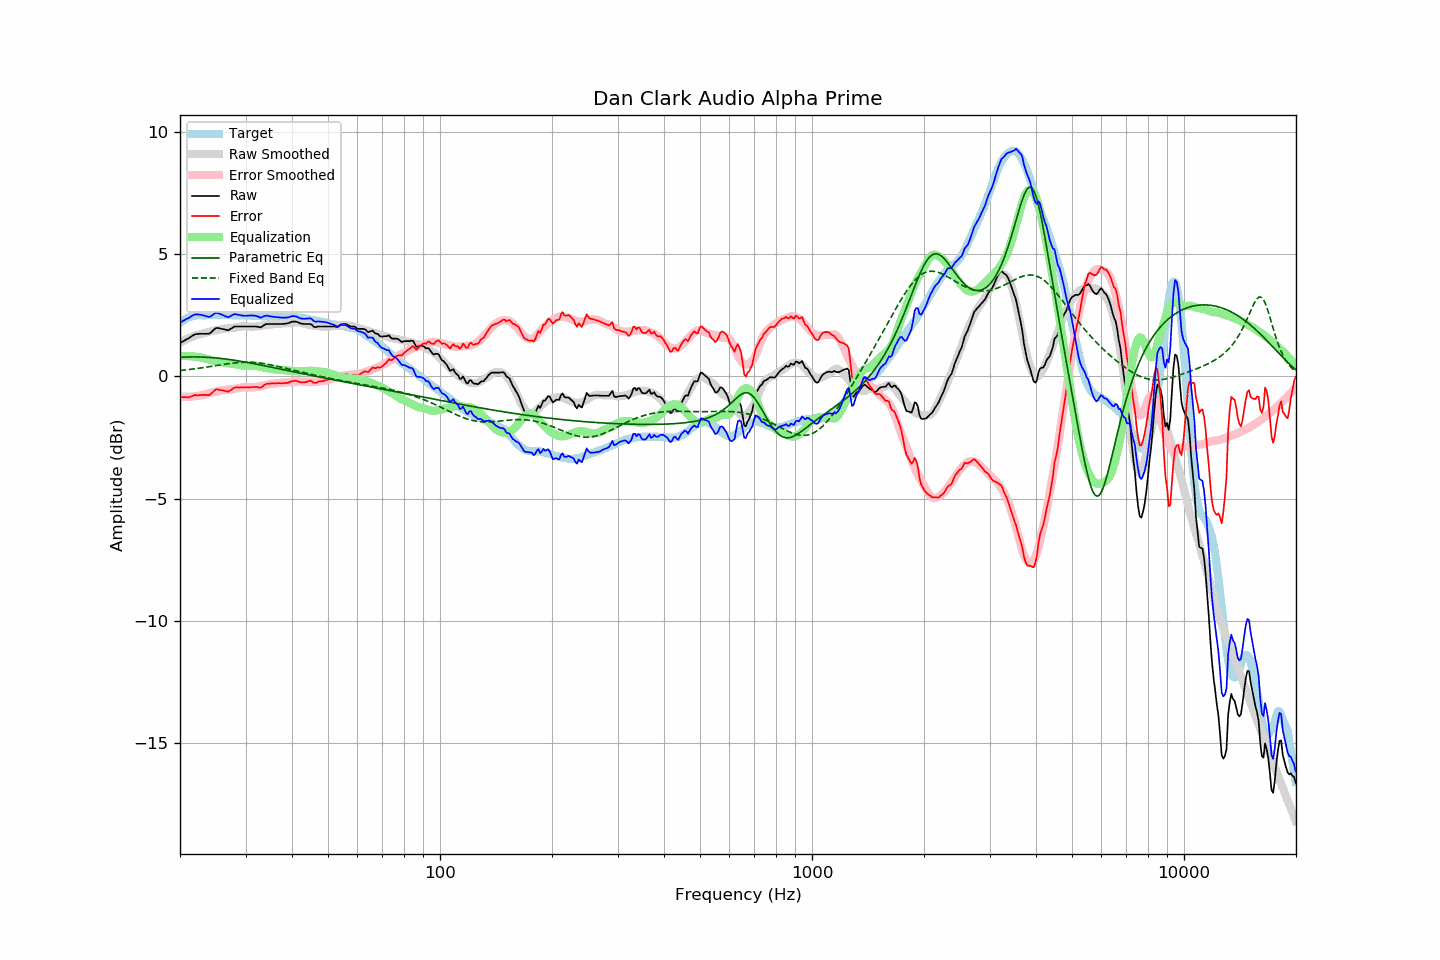 Dan Clark Audio Alpha Prime
Target
Raw Smoothed
Error Smoothed
Raw
Error
Equalization
Parametric Eq
Fixed Band Eq
Equalized
10
5
0
−5
−10
−15
Amplitude (dBr)
100
1000
10000
Frequency (Hz)